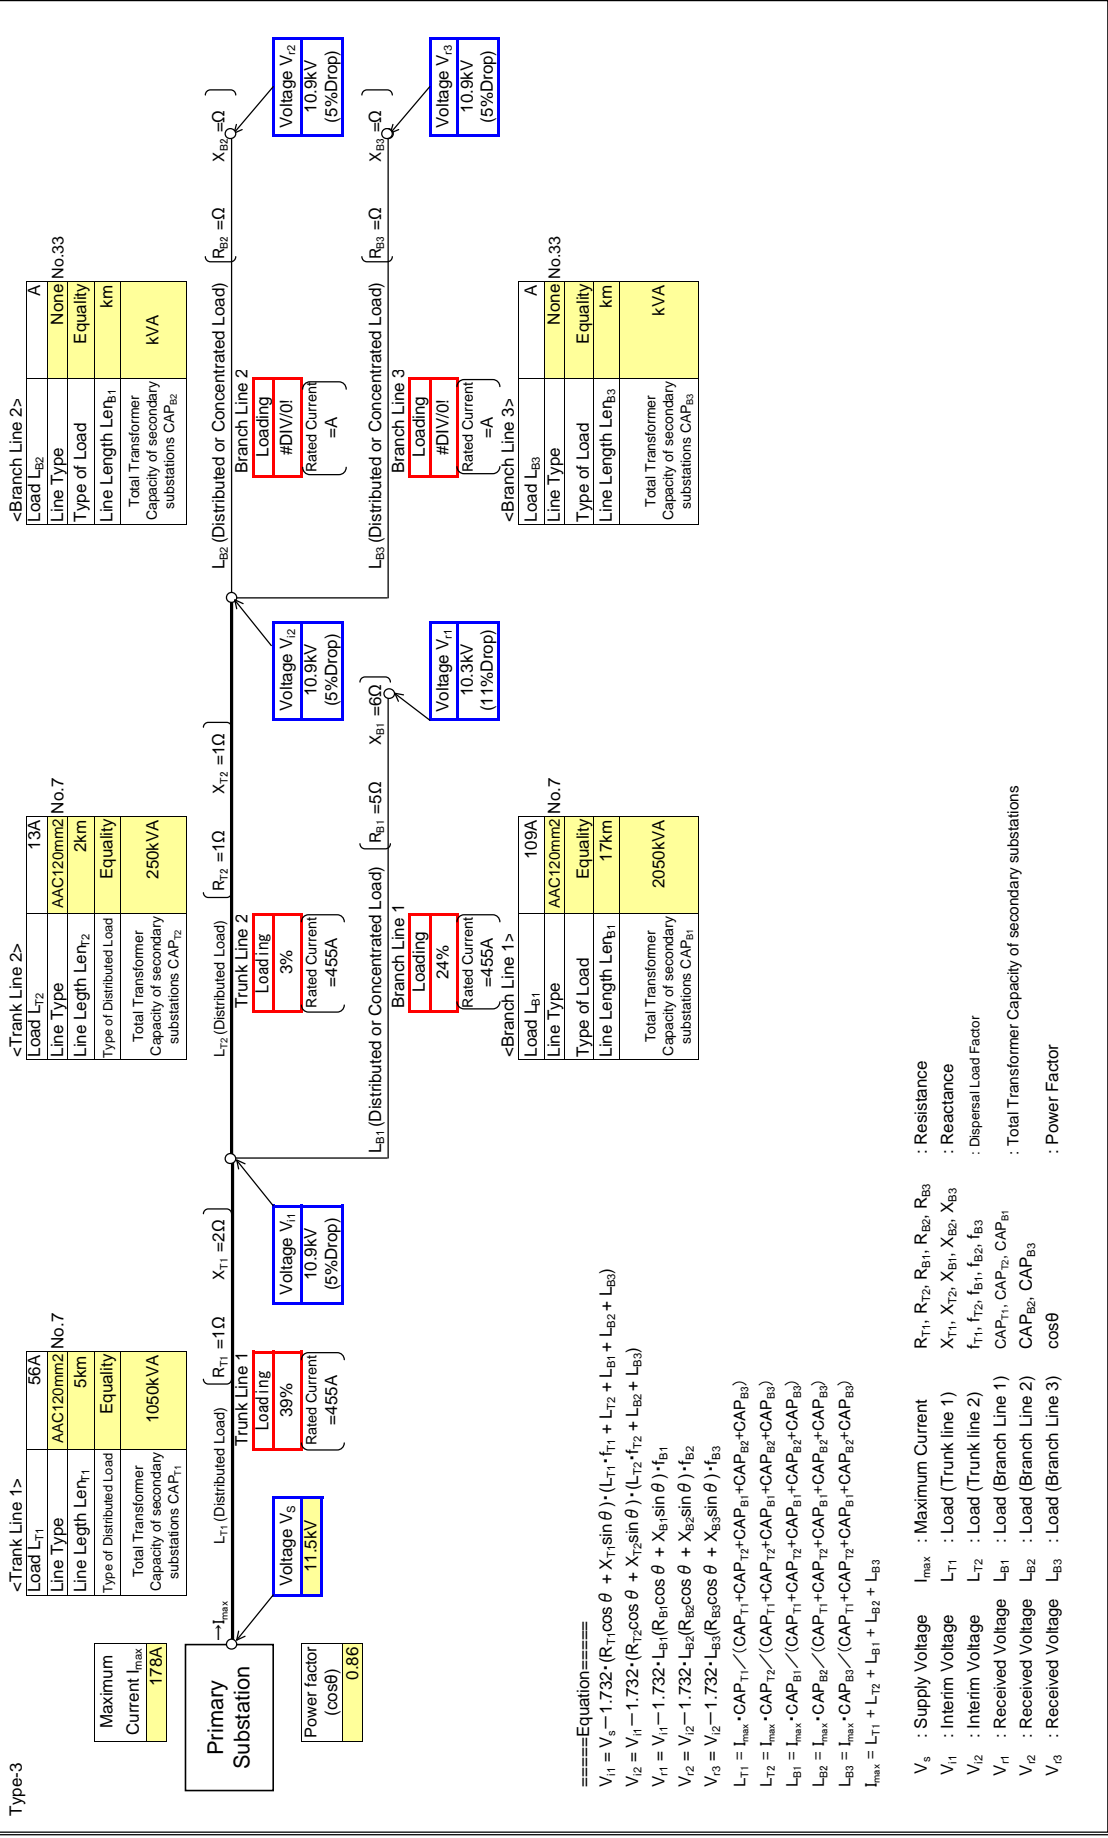 Type-3
Maximum
Current Imax
178A
Primary
Substation
→Imax
Power factor
(cosθ)
0.86
Voltage VS
11.5kV
<Trank Line 1>
Load LT1 56A
Line Type AAC120mm2 No.7
Line Legth LenT1 5km
Type of Distributed Load Equality
Total Transformer
Capacity of secondary
substations CAPT1
1050kVA
LT1 (Distributed Load)
RT1 =1Ω XT1 =2Ω
Trunk Line 1
Loading
39%
Rated Current
=455A
Voltage Vi1
10.9kV
(5%Drop)
<Trank Line 2>
Load LT2 13A
Line Type AAC120mm2 No.7
Line Legth LenT2 2km
Type of Distributed Load Equality
Total Transformer
Capacity of secondary
substations CAPT2
250kVA
LT2 (Distributed Load)
RT2 =1Ω XT2 =1Ω
Trunk Line 2
Loading
3%
Rated Current
=455A
Voltage Vi2
10.9kV
(5%Drop)
LB1 (Distributed or Concentrated Load)
RB1 =5Ω XB1 =6Ω
Branch Line 1
Loading
24%
Rated Current
=455A
Voltage Vr1
10.3kV
(11%Drop)
<Branch Line 1>
Load LB1 109A
Line Type AAC120mm2 No.7
Type of Load Equality
Line Length LenB1 17km
Total Transformer
Capacity of secondary
substations CAPB1
2050kVA
<Branch Line 2>
Load LB2 A
Line Type None No.33
Type of Load Equality
Line Length LenB1 km
Total Transformer
Capacity of secondary
substations CAPB2
kVA
LB2 (Distributed or Concentrated Load)
RB2 =Ω XB2 =Ω
Branch Line 2
Loading
#DIV/0!
Rated Current
=A
Voltage Vr2
10.9kV
(5%Drop)
LB3 (Distributed or Concentrated Load)
RB3 =Ω XB3 =Ω
Branch Line 3
Loading
#DIV/0!
Rated Current
=A
Voltage Vr3
10.9kV
(5%Drop)
<Branch Line 3>
Load LB3 A
Line Type None No.33
Type of Load Equality
Line Length LenB3 km
Total Transformer
Capacity of secondary
substations CAPB3
kVA
=====Equation=====
Vi1 = Vs－1.732・(RT1cos θ + XT1sin θ)・(LT1・fT1 + LT2 + LB1 + LB2 + LB3)
Vi2 = Vi1－1.732・(RT2cos θ + XT2sin θ)・(LT2・fT2 + LB2 + LB3)
Vr1 = Vi1－1.732・LB1(RB1cos θ + XB1sin θ)・fB1
Vr2 = Vi2－1.732・LB2(RB2cos θ + XB2sin θ)・fB2
Vr3 = Vi2－1.732・LB3(RB3cos θ + XB3sin θ)・fB3
LT1 = Imax・CAPT1／(CAPT1+CAPT2+CAPB1+CAPB2+CAPB3)
LT2 = Imax・CAPT2／(CAPT1+CAPT2+CAPB1+CAPB2+CAPB3)
LB1 = Imax・CAPB1／(CAPT1+CAPT2+CAPB1+CAPB2+CAPB3)
LB2 = Imax・CAPB2／(CAPT1+CAPT2+CAPB1+CAPB2+CAPB3)
LB3 = Imax・CAPB3／(CAPT1+CAPT2+CAPB1+CAPB2+CAPB3)
Imax = LT1 + LT2 + LB1 + LB2 + LB3
Vs : Supply Voltage Imax : Maximum Current RT1, RT2, RB1, RB2, RB3 : Resistance
Vi1 : Interim Voltage LT1 : Load (Trunk line 1) XT1, XT2, XB1, XB2, XB3 : Reactance
Vi2 : Interim Voltage LT2 : Load (Trunk line 2) fT1, fT2, fB1, fB2, fB3 : Dispersal Load Factor
Vr1 : Received Voltage LB1 : Load (Branch Line 1) CAPT1, CAPT2, CAPB1 : Total Transformer Capacity of secondary substations
Vr2 : Received Voltage LB2 : Load (Branch Line 2) CAPB2, CAPB3
Vr3 : Received Voltage LB3 : Load (Branch Line 3) cosθ : Power Factor